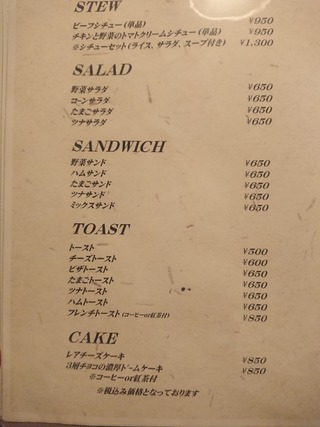 STEW
ビーフシチュー(単品) ¥950
チキンと野菜のトマトクリームシチュー(単品) ¥950
※シチューセット(ライス、サラダ、スープ付き) ¥1,300
SALAD
野菜サラダ ¥650
コーンサラダ ¥650
たまごサラダ ¥650
ツナサラダ ¥650
SANDWICH
野菜サンド ¥650
ハムサンド ¥650
たまごサンド ¥650
ツナサンド ¥650
ミックスサンド ¥650
TOAST
トースト ¥500
チーズトースト ¥600
ピザトースト ¥650
たまごトースト ¥650
ツナトースト ¥650
ハムトースト ¥650
フレンチトースト(コーヒーor紅茶付) ¥850
CAKE
レアチーズケーキ ¥850
3層チョコの濃厚ドームケーキ ¥850
※コーヒーor紅茶付
※税込み価格となっております